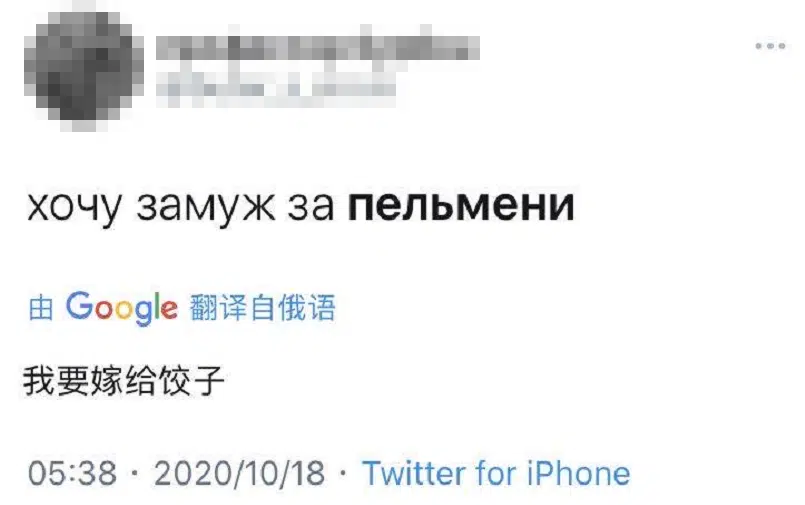 хочу замуж за пельмени
由 Google 翻译自俄语
我要嫁给饺子
05:38 · 2020/10/18 · Twitter for iPhone